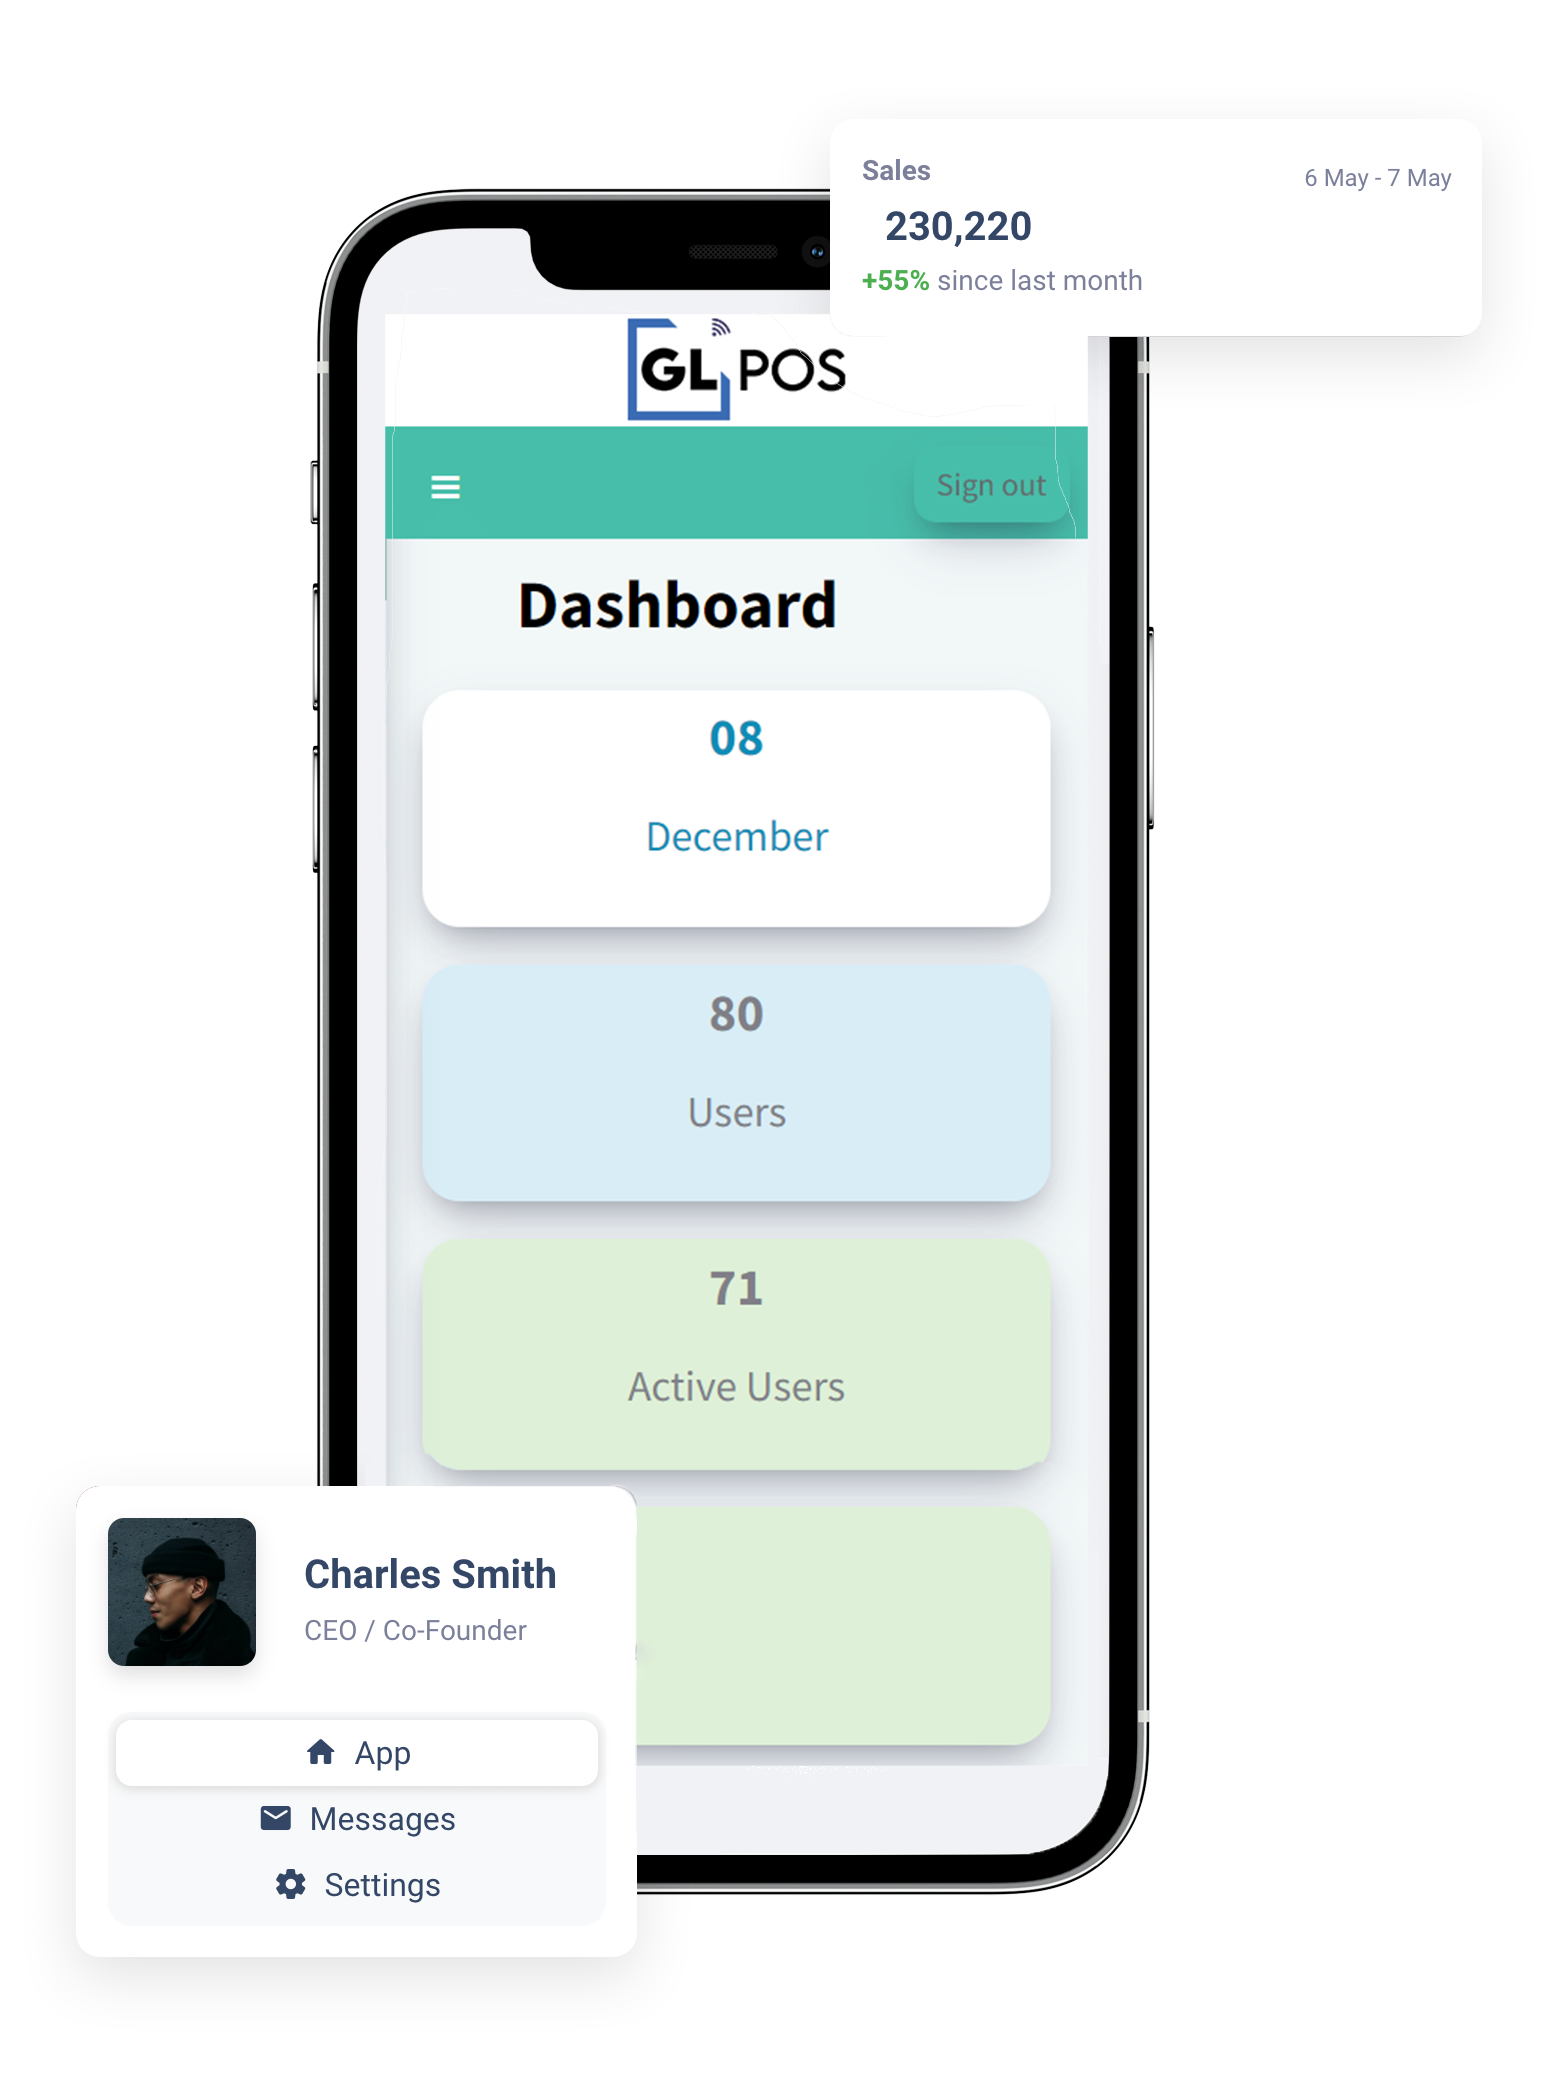 Sales
6 May - 7 May
230,220
+55% since last month
GL POS
Sign out
Dashboard
08
December
80
Users
71
Active Users
Charles Smith
CEO / Co-Founder
App
Messages
Settings